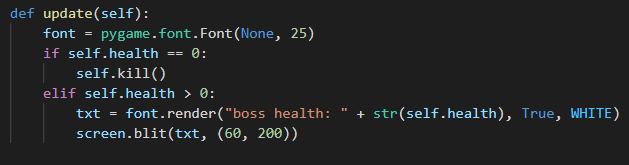 def update(self):
    font = pygame.font.Font(None, 25)
    if self.health == 0:
        self.kill()
    elif self.health > 0:
        txt = font.render("boss health: " + str(self.health), True, WHITE)
        screen.blit(txt, (60, 200))